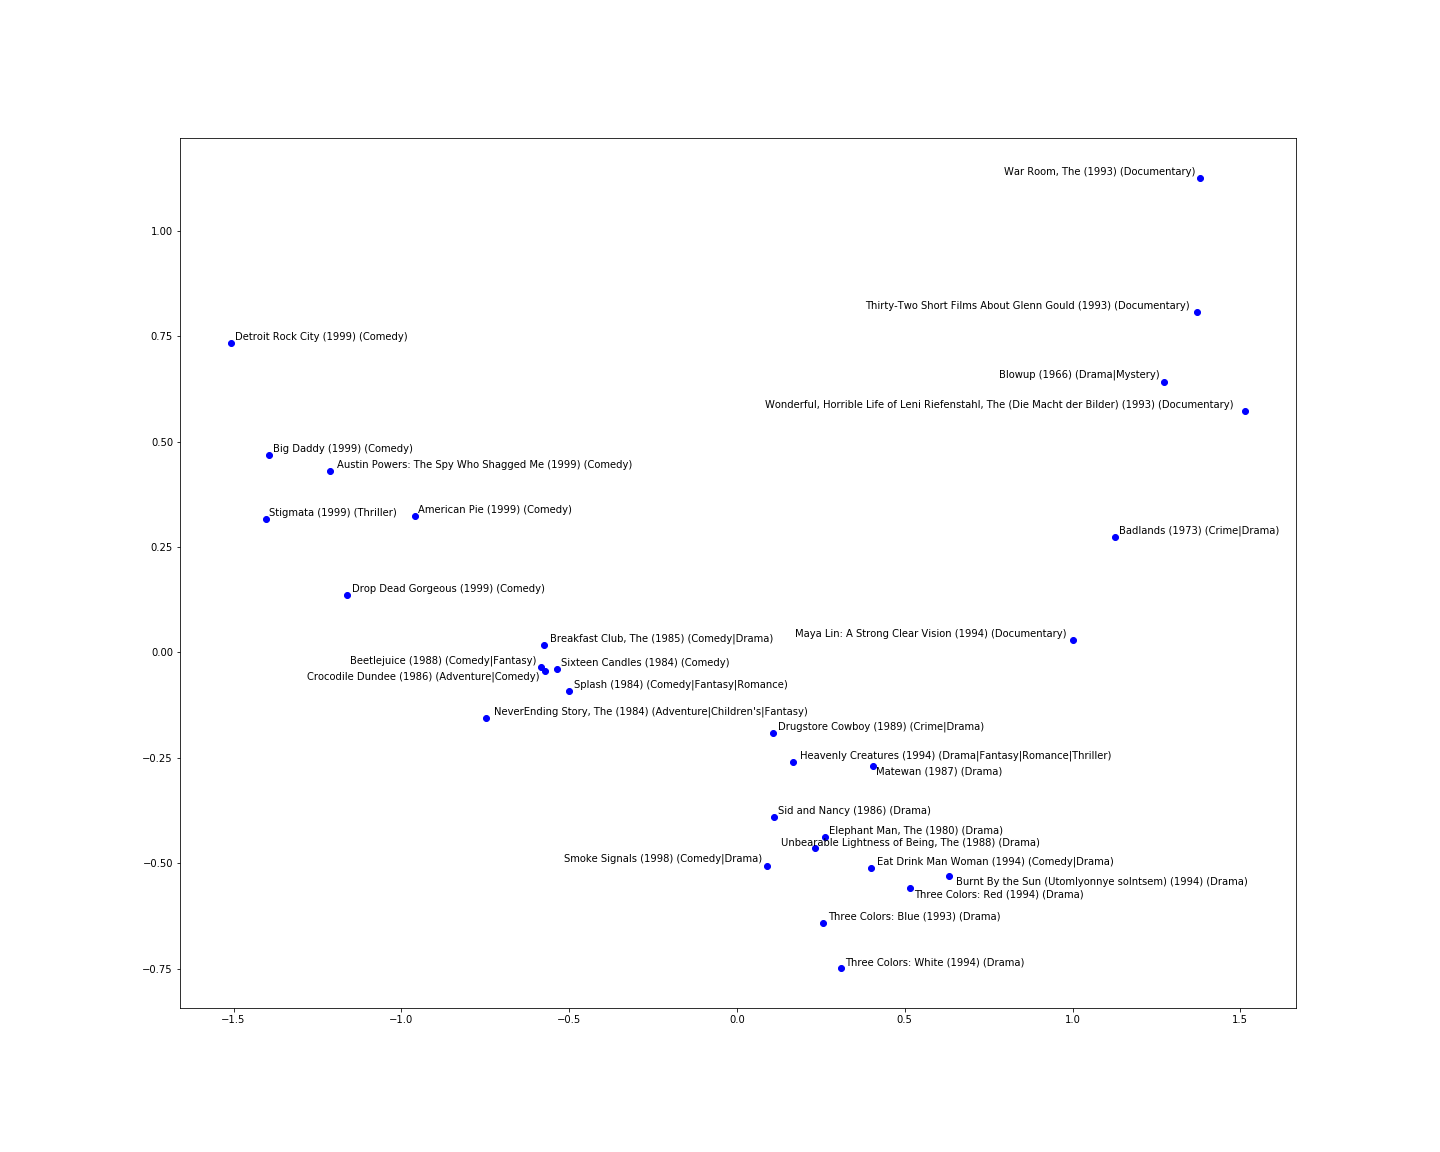 War Room, The (1993) (Documentary)
1.00
Thirty-Two Short Films About Glenn Gould (1993) (Documentary)
0.75
Detroit Rock City (1999) (Comedy)
Blowup (1966) (Drama|Mystery)
Wonderful, Horrible Life of Leni Riefenstahl, The (Die Macht der Bilder) (1993) (Documentary)
0.50
Big Daddy (1999) (Comedy)
Austin Powers: The Spy Who Shagged Me (1999) (Comedy)
Stigmata (1999) (Thriller)
American Pie (1999) (Comedy)
Badlands (1973) (Crime|Drama)
0.25
Drop Dead Gorgeous (1999) (Comedy)
Maya Lin: A Strong Clear Vision (1994) (Documentary)
Breakfast Club, The (1985) (Comedy|Drama)
0.00
Beetlejuice (1988) (Comedy|Fantasy)
Sixteen Candles (1984) (Comedy)
Crocodile Dundee (1986) (Adventure|Comedy)
Splash (1984) (Comedy|Fantasy|Romance)
NeverEnding Story, The (1984) (Adventure|Children's|Fantasy)
Drugstore Cowboy (1989) (Crime|Drama)
−0.25
Heavenly Creatures (1994) (Drama|Fantasy|Romance|Thriller)
Matewan (1987) (Drama)
Sid and Nancy (1986) (Drama)
Elephant Man, The (1980) (Drama)
Unbearable Lightness of Being, The (1988) (Drama)
Smoke Signals (1998) (Comedy|Drama)
−0.50
Eat Drink Man Woman (1994) (Comedy|Drama)
Burnt By the Sun (Utomlyonnye solntsem) (1994) (Drama)
Three Colors: Red (1994) (Drama)
Three Colors: Blue (1993) (Drama)
Three Colors: White (1994) (Drama)
−0.75
−1.5 −1.0 −0.5 0.0 0.5 1.0 1.5